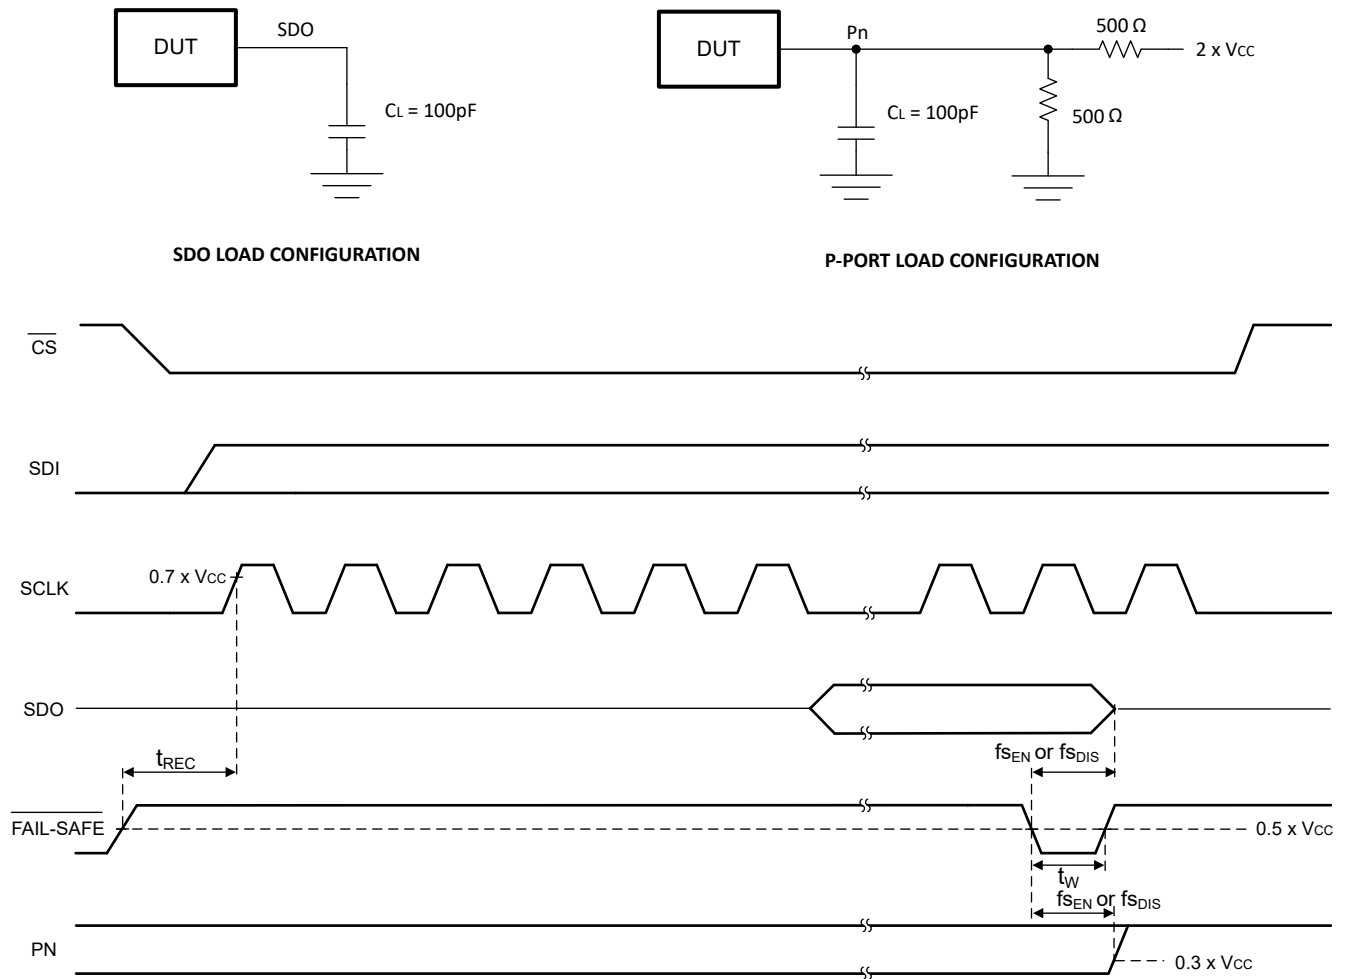 DUT
SDO
CL = 100pF
SDO LOAD CONFIGURATION
DUT
Pn
500 Ω
2 x VCC
CL = 100pF
500 Ω
P-PORT LOAD CONFIGURATION
CS
SDI
SCLK
0.7 x VCC
SDO
tREC
fsEN or fsDIS
FAIL-SAFE
0.5 x VCC
tW
fsEN or fsDIS
PN
0.3 x VCC